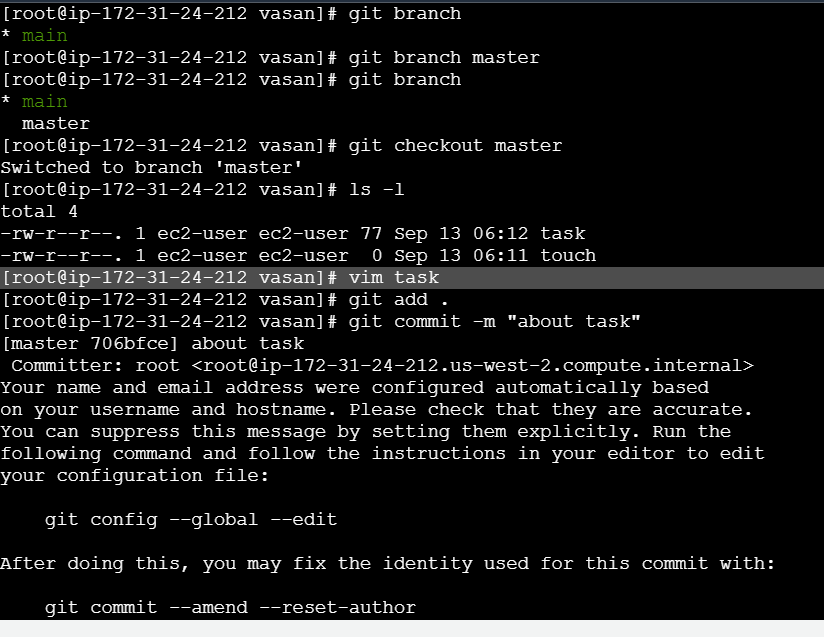 [root@ip-172-31-24-212 vasan]# git branch
* main
[root@ip-172-31-24-212 vasan]# git branch master
[root@ip-172-31-24-212 vasan]# git branch
* main
  master
[root@ip-172-31-24-212 vasan]# git checkout master
Switched to branch 'master'
[root@ip-172-31-24-212 vasan]# ls -l
total 4
-rw-r--r--. 1 ec2-user ec2-user 77 Sep 13 06:12 task
-rw-r--r--. 1 ec2-user ec2-user  0 Sep 13 06:11 touch
[root@ip-172-31-24-212 vasan]# vim task
[root@ip-172-31-24-212 vasan]# git add .
[root@ip-172-31-24-212 vasan]# git commit -m "about task"
[master 706bfce] about task
 Committer: root <root@ip-172-31-24-212.us-west-2.compute.internal>
Your name and email address were configured automatically based
on your username and hostname. Please check that they are accurate.
You can suppress this message by setting them explicitly. Run the
following command and follow the instructions in your editor to edit
your configuration file:

    git config --global --edit

After doing this, you may fix the identity used for this commit with:

    git commit --amend --reset-author